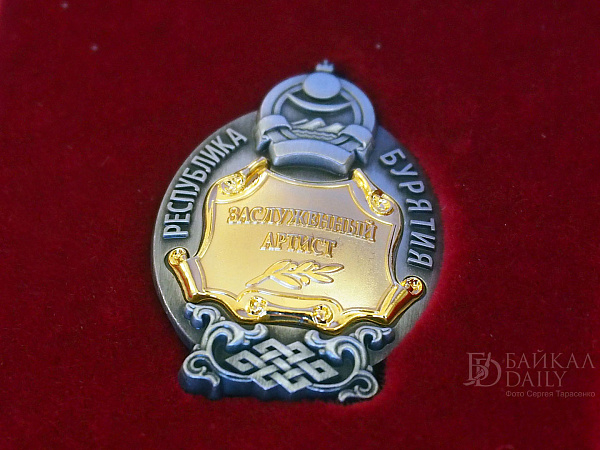 РЕСПУБЛИКА БУРЯТИЯ
ЗАСЛУЖЕННЫЙ
АРТИСТ
БАЙКАЛ
DAILY
Фото Сергея Тарасенко